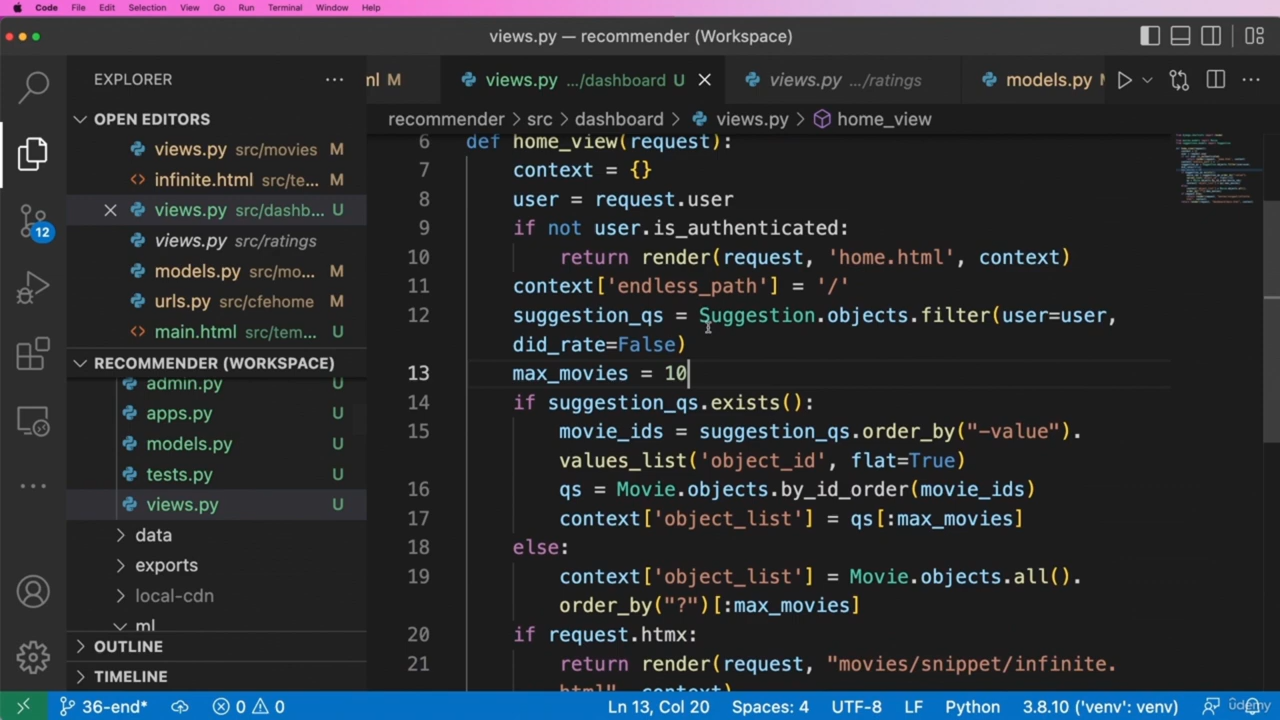 Code File Edit Selection View Go Run Terminal Window Help
views.py — recommender (Workspace)
EXPLORER
ml M
views.py .../dashboard U
views.py .../ratings
models.py
recommender > src > dashboard > views.py > home_view
OPEN EDITORS
views.py src/movies M
infinite.html src/te... M
views.py src/dashb... U
views.py src/ratings
models.py src/mo... M
urls.py src/cfehome M
main.html src/tem... U
RECOMMENDER (WORKSPACE)
admin.py U
apps.py U
models.py U
tests.py U
views.py U
data
exports
local-cdn
ml
OUTLINE
TIMELINE
12
6 def home_view(request):
7 context = {}
8 user = request.user
9 if not user.is_authenticated:
10 return render(request, 'home.html', context)
11 context['endless_path'] = '/'
12 suggestion_qs = Suggestion.objects.filter(user=user,
did_rate=False)
13 max_movies = 10
14 if suggestion_qs.exists():
15 movie_ids = suggestion_qs.order_by("-value").
values_list('object_id', flat=True)
16 qs = Movie.objects.by_id_order(movie_ids)
17 context['object_list'] = qs[:max_movies]
18 else:
19 context['object_list'] = Movie.objects.all().
order_by("?")[:max_movies]
20 if request.htmx:
21 return render(request, "movies/snippet/infinite.
html", context)
36-end* 0 0 Ln 13, Col 20 Spaces: 4 UTF-8 LF Python 3.8.10 ('venv': venv)
udemy